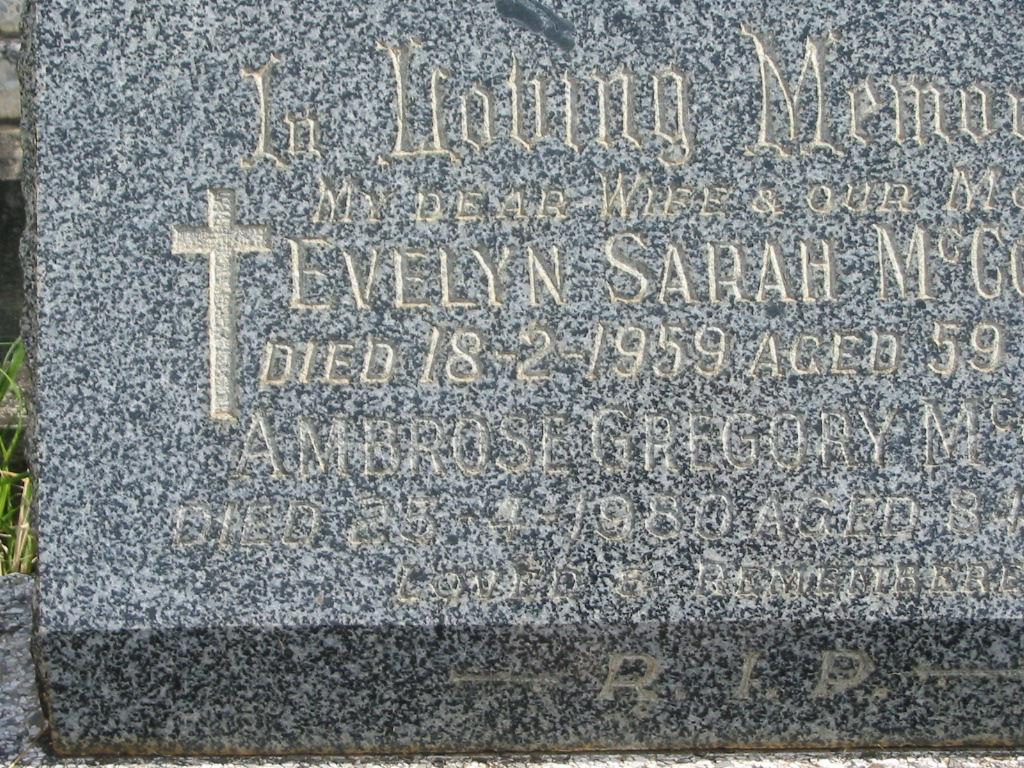 In Loving
MY DEAR WIFE & OUR
EVELYN SARAH
DIED 18-2-1959 AGED 59
AMBROSE GREGORY
DIED 25-4-1980 AGED
LOVED &
— R.I.P. —